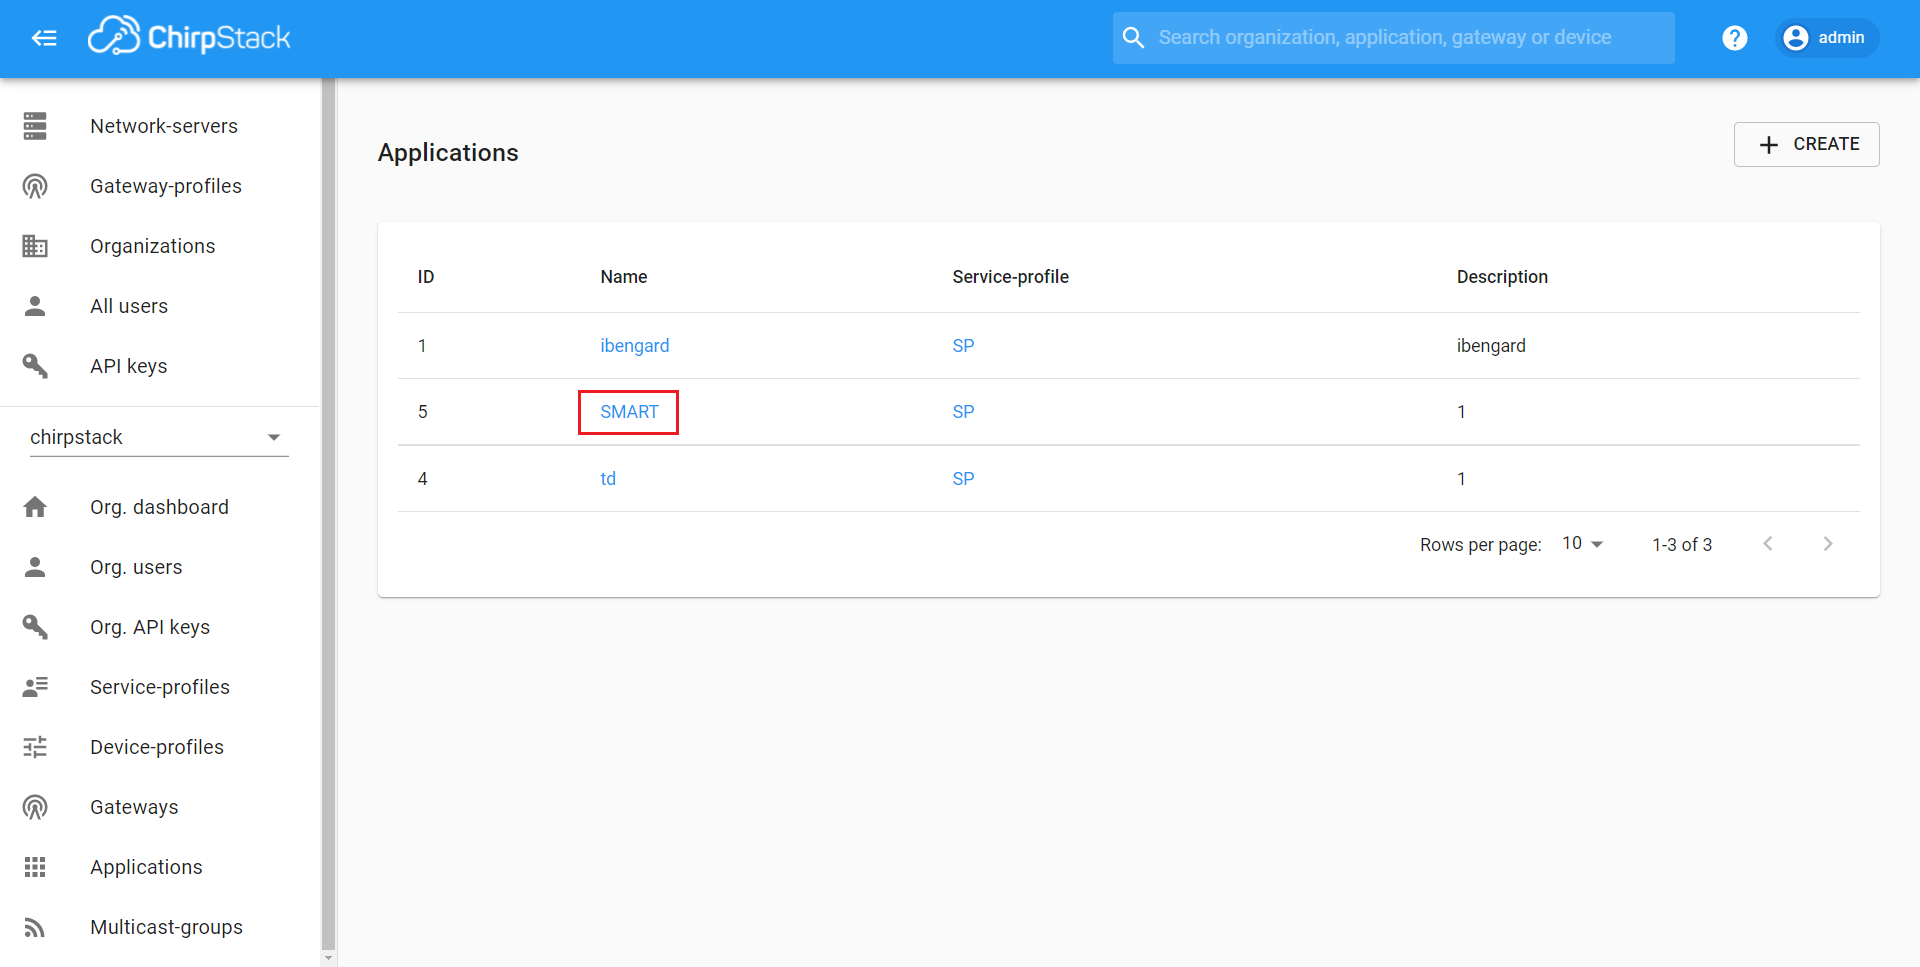 ChirpStack
Search organization, application, gateway or device
?
admin
Network-servers
Gateway-profiles
Organizations
All users
API keys
chirpstack
Org. dashboard
Org. users
Org. API keys
Service-profiles
Device-profiles
Gateways
Applications
Multicast-groups
Applications
CREATE
ID Name Service-profile Description
1 ibengard SP ibengard
5 SMART SP 1
4 td SP 1
Rows per page: 10 1-3 of 3